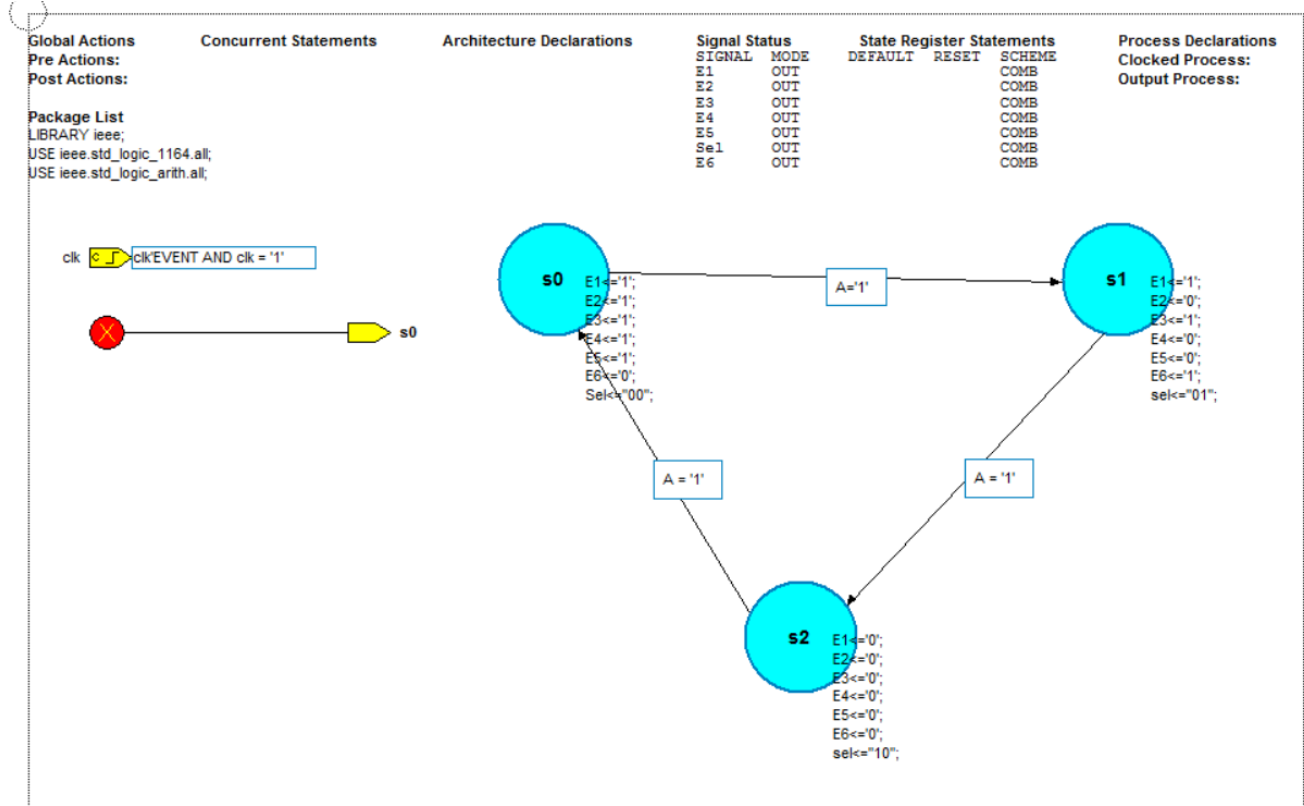 Global Actions
Pre Actions:
Post Actions:
Concurrent Statements
Architecture Declarations
Signal Status
SIGNAL MODE
E1 OUT
E2 OUT
E3 OUT
E4 OUT
E5 OUT
Sel OUT
E6 OUT
State Register Statements
DEFAULT RESET SCHEME
COMB
COMB
COMB
COMB
COMB
COMB
COMB
Process Declarations
Clocked Process:
Output Process:
Package List
LIBRARY ieee;
USE ieee.std_logic_1164.all;
USE ieee.std_logic_arith.all;
clk
clk'EVENT AND clk = '1'
s0
s0
E1<='1';
E2<='1';
E3<='1';
E4<='1';
E5<='1';
E6<='0';
Sel<="00";
A='1'
s1
E1<='1';
E2<='0';
E3<='1';
E4<='0';
E5<='0';
E6<='1';
sel<="01";
A = '1'
A = '1'
s2
E1<='0';
E2<='0';
E3<='0';
E4<='0';
E5<='0';
E6<='0';
sel<="10";